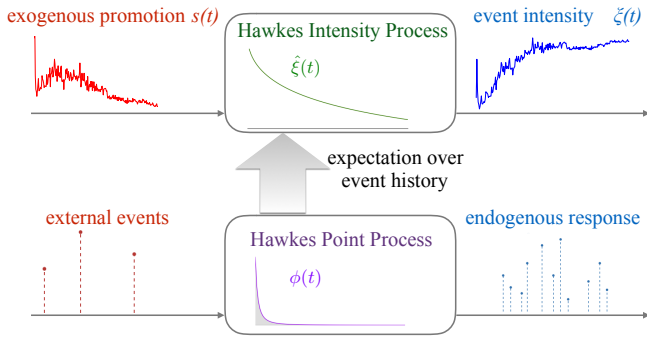 exogenous promotion s(t)
Hawkes Intensity Process
event intensity ξ(t)
ξ̂(t)
expectation over
event history
external events
Hawkes Point Process
endogenous response
ϕ(t)